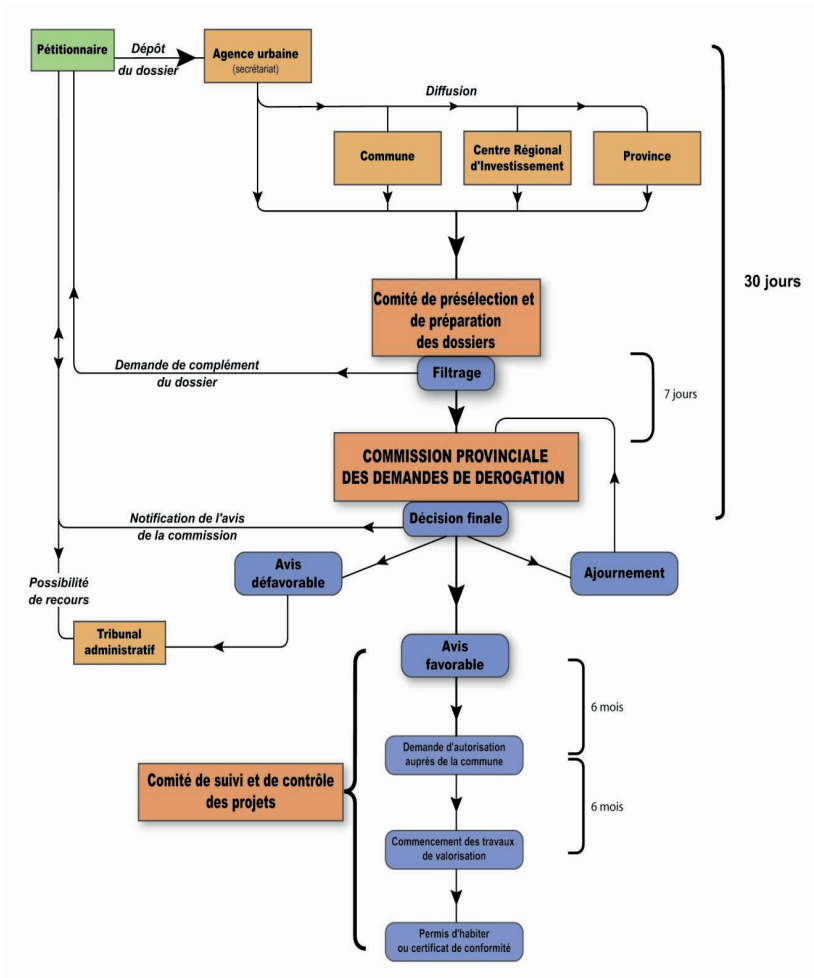 Pétitionnaire
Dépôt
du dossier
Agence urbaine
(secrétariat)
Diffusion
Commune
Centre Régional
d'Investissement
Province
30 jours
Comité de présélection et
de préparation
des dossiers
Filtrage
Demande de complément
du dossier
7 jours
COMMISSION PROVINCIALE
DES DEMANDES DE DEROGATION
Décision finale
Notification de l'avis
de la commission
Avis
défavorable
Ajournement
Possibilité
de recours
Tribunal
administratif
Avis
favorable
6 mois
Demande d'autorisation
auprès de la commune
Comité de suivi et de contrôle
des projets
6 mois
Commencement des travaux
de valorisation
Permis d'habiter
ou certificat de conformité